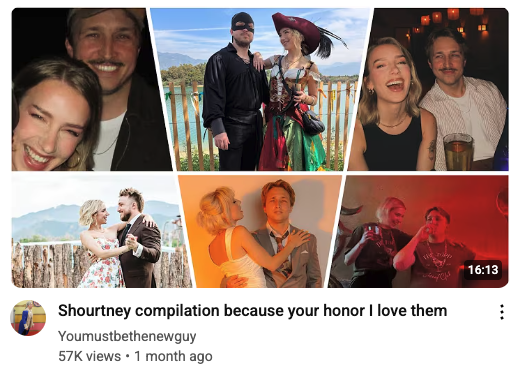 16:13
Shourtney compilation because your honor I love them
Youmustbethenewguy
57K views • 1 month ago